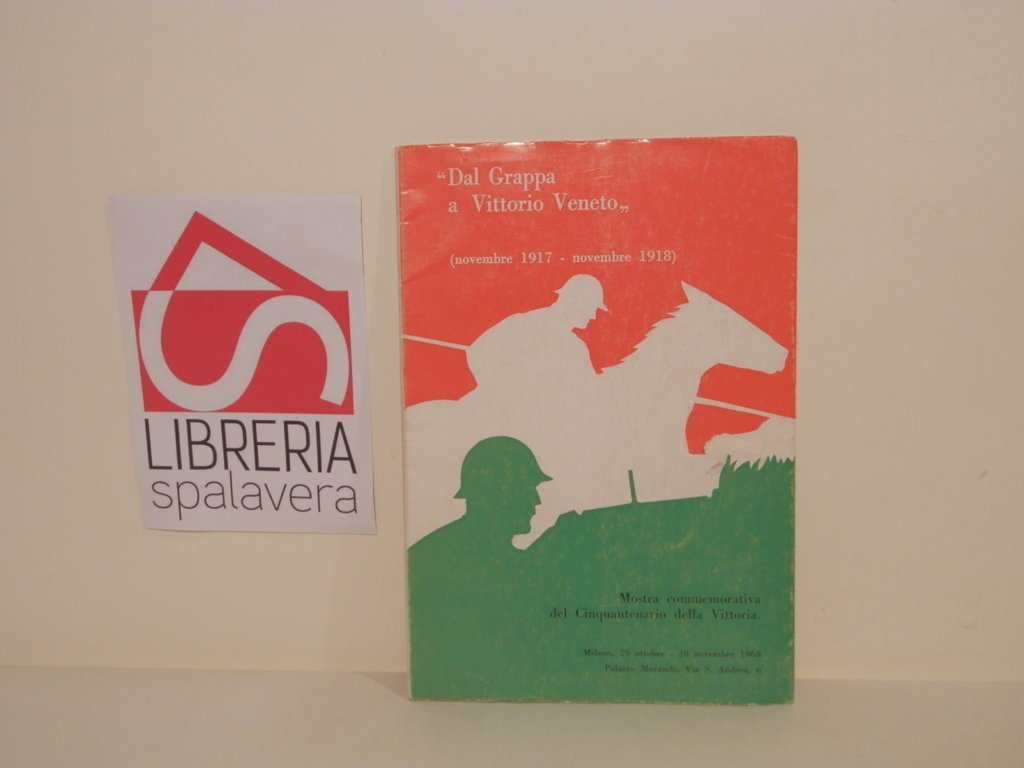 LIBRERIA
spalavera
“Dal Grappa
a Vittorio Veneto„
(novembre 1917 - novembre 1918)
Mostra commemorativa
del Cinquantenario della Vittoria.
Milano, 29 ottobre - 30 novembre 1968
Palazzo Morando, Via S. Andrea, 6